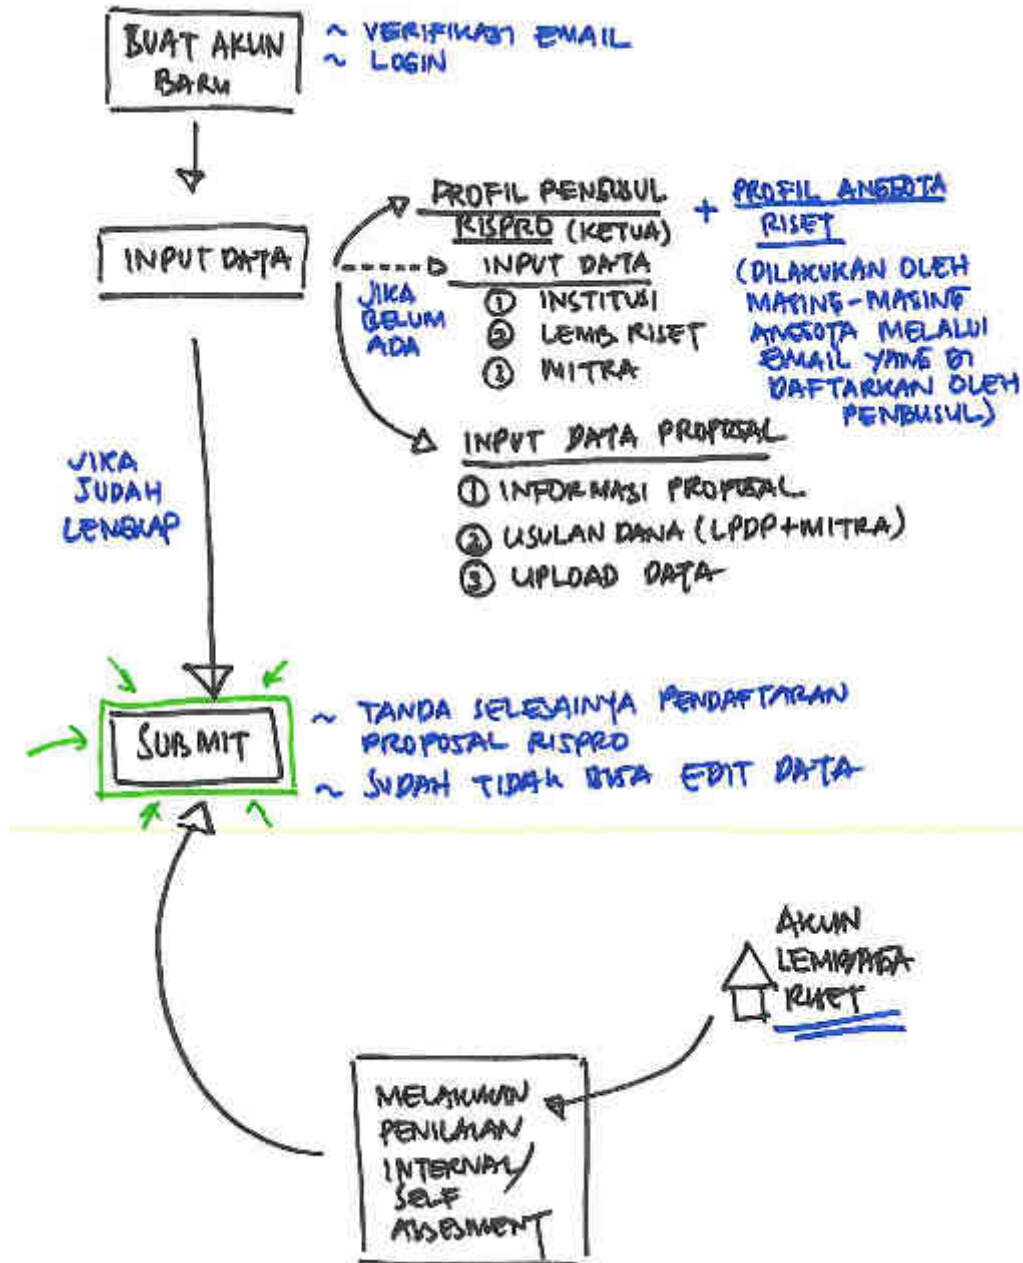 BUAT AKUN
BARU
~ VERIFIKASI EMAIL
~ LOGIN
INPUT DATA
PROFIL PENGUSUL
RISPRO (KETUA)
+
PROFIL ANGGOTA
RISET
(DILAKUKAN OLEH
MASING-MASING
ANGGOTA MELALUI
EMAIL YANG DI
DAFTARKAN OLEH
PENGUSUL)
JIKA
BELUM
ADA
INPUT DATA
① INSTITUSI
② LEMB. RISET
③ MITRA
INPUT DATA PROPOSAL
① INFORMASI PROPOSAL
② USULAN DANA (LPDP+MITRA)
③ UPLOAD DATA
JIKA
SUDAH
LENGKAP
SUBMIT
~ TANDA SELESAINYA PENDAFTARAN
PROPOSAL RISPRO
~ SUDAH TIDAK BISA EDIT DATA
AKUN
LEMBAGA
RISET
MELAKUKAN
PENILAIAN
INTERNAL/
SELF
ASSESMENT